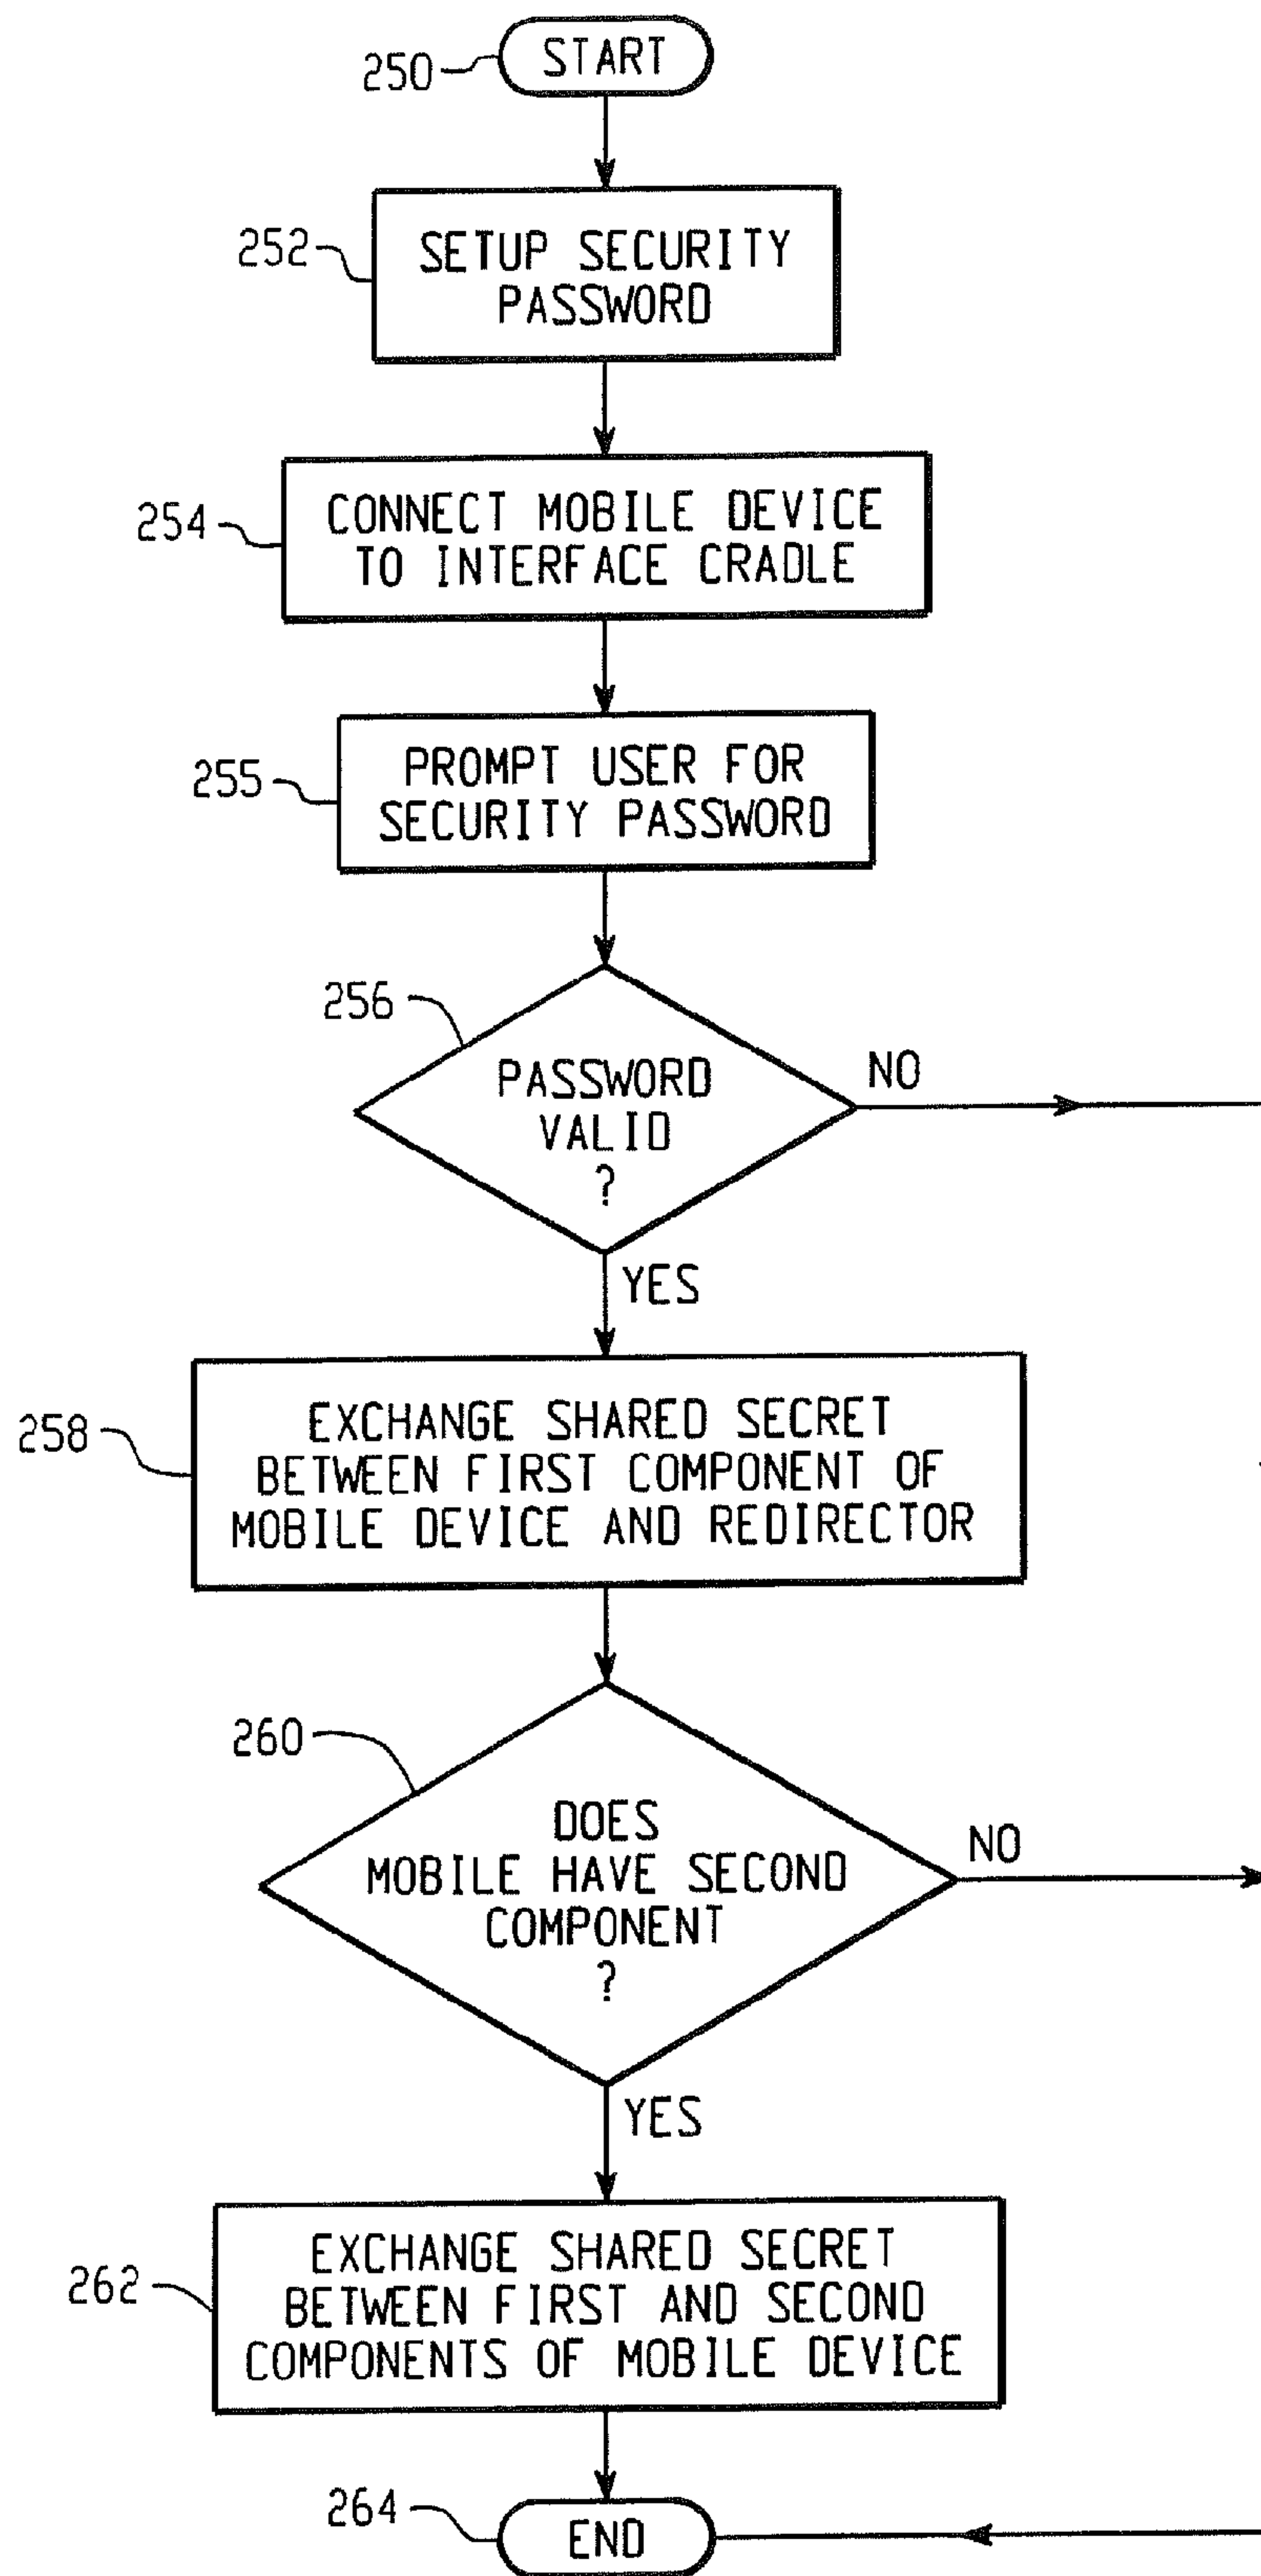 250
START
252
SETUP SECURITY
PASSWORD
254
CONNECT MOBILE DEVICE
TO INTERFACE CRADLE
255
PROMPT USER FOR
SECURITY PASSWORD
256
PASSWORD
VALID
?
NO
YES
258
EXCHANGE SHARED SECRET
BETWEEN FIRST COMPONENT OF
MOBILE DEVICE AND REDIRECTOR
260
DOES
MOBILE HAVE SECOND
COMPONENT
?
NO
YES
262
EXCHANGE SHARED SECRET
BETWEEN FIRST AND SECOND
COMPONENTS OF MOBILE DEVICE
264
END